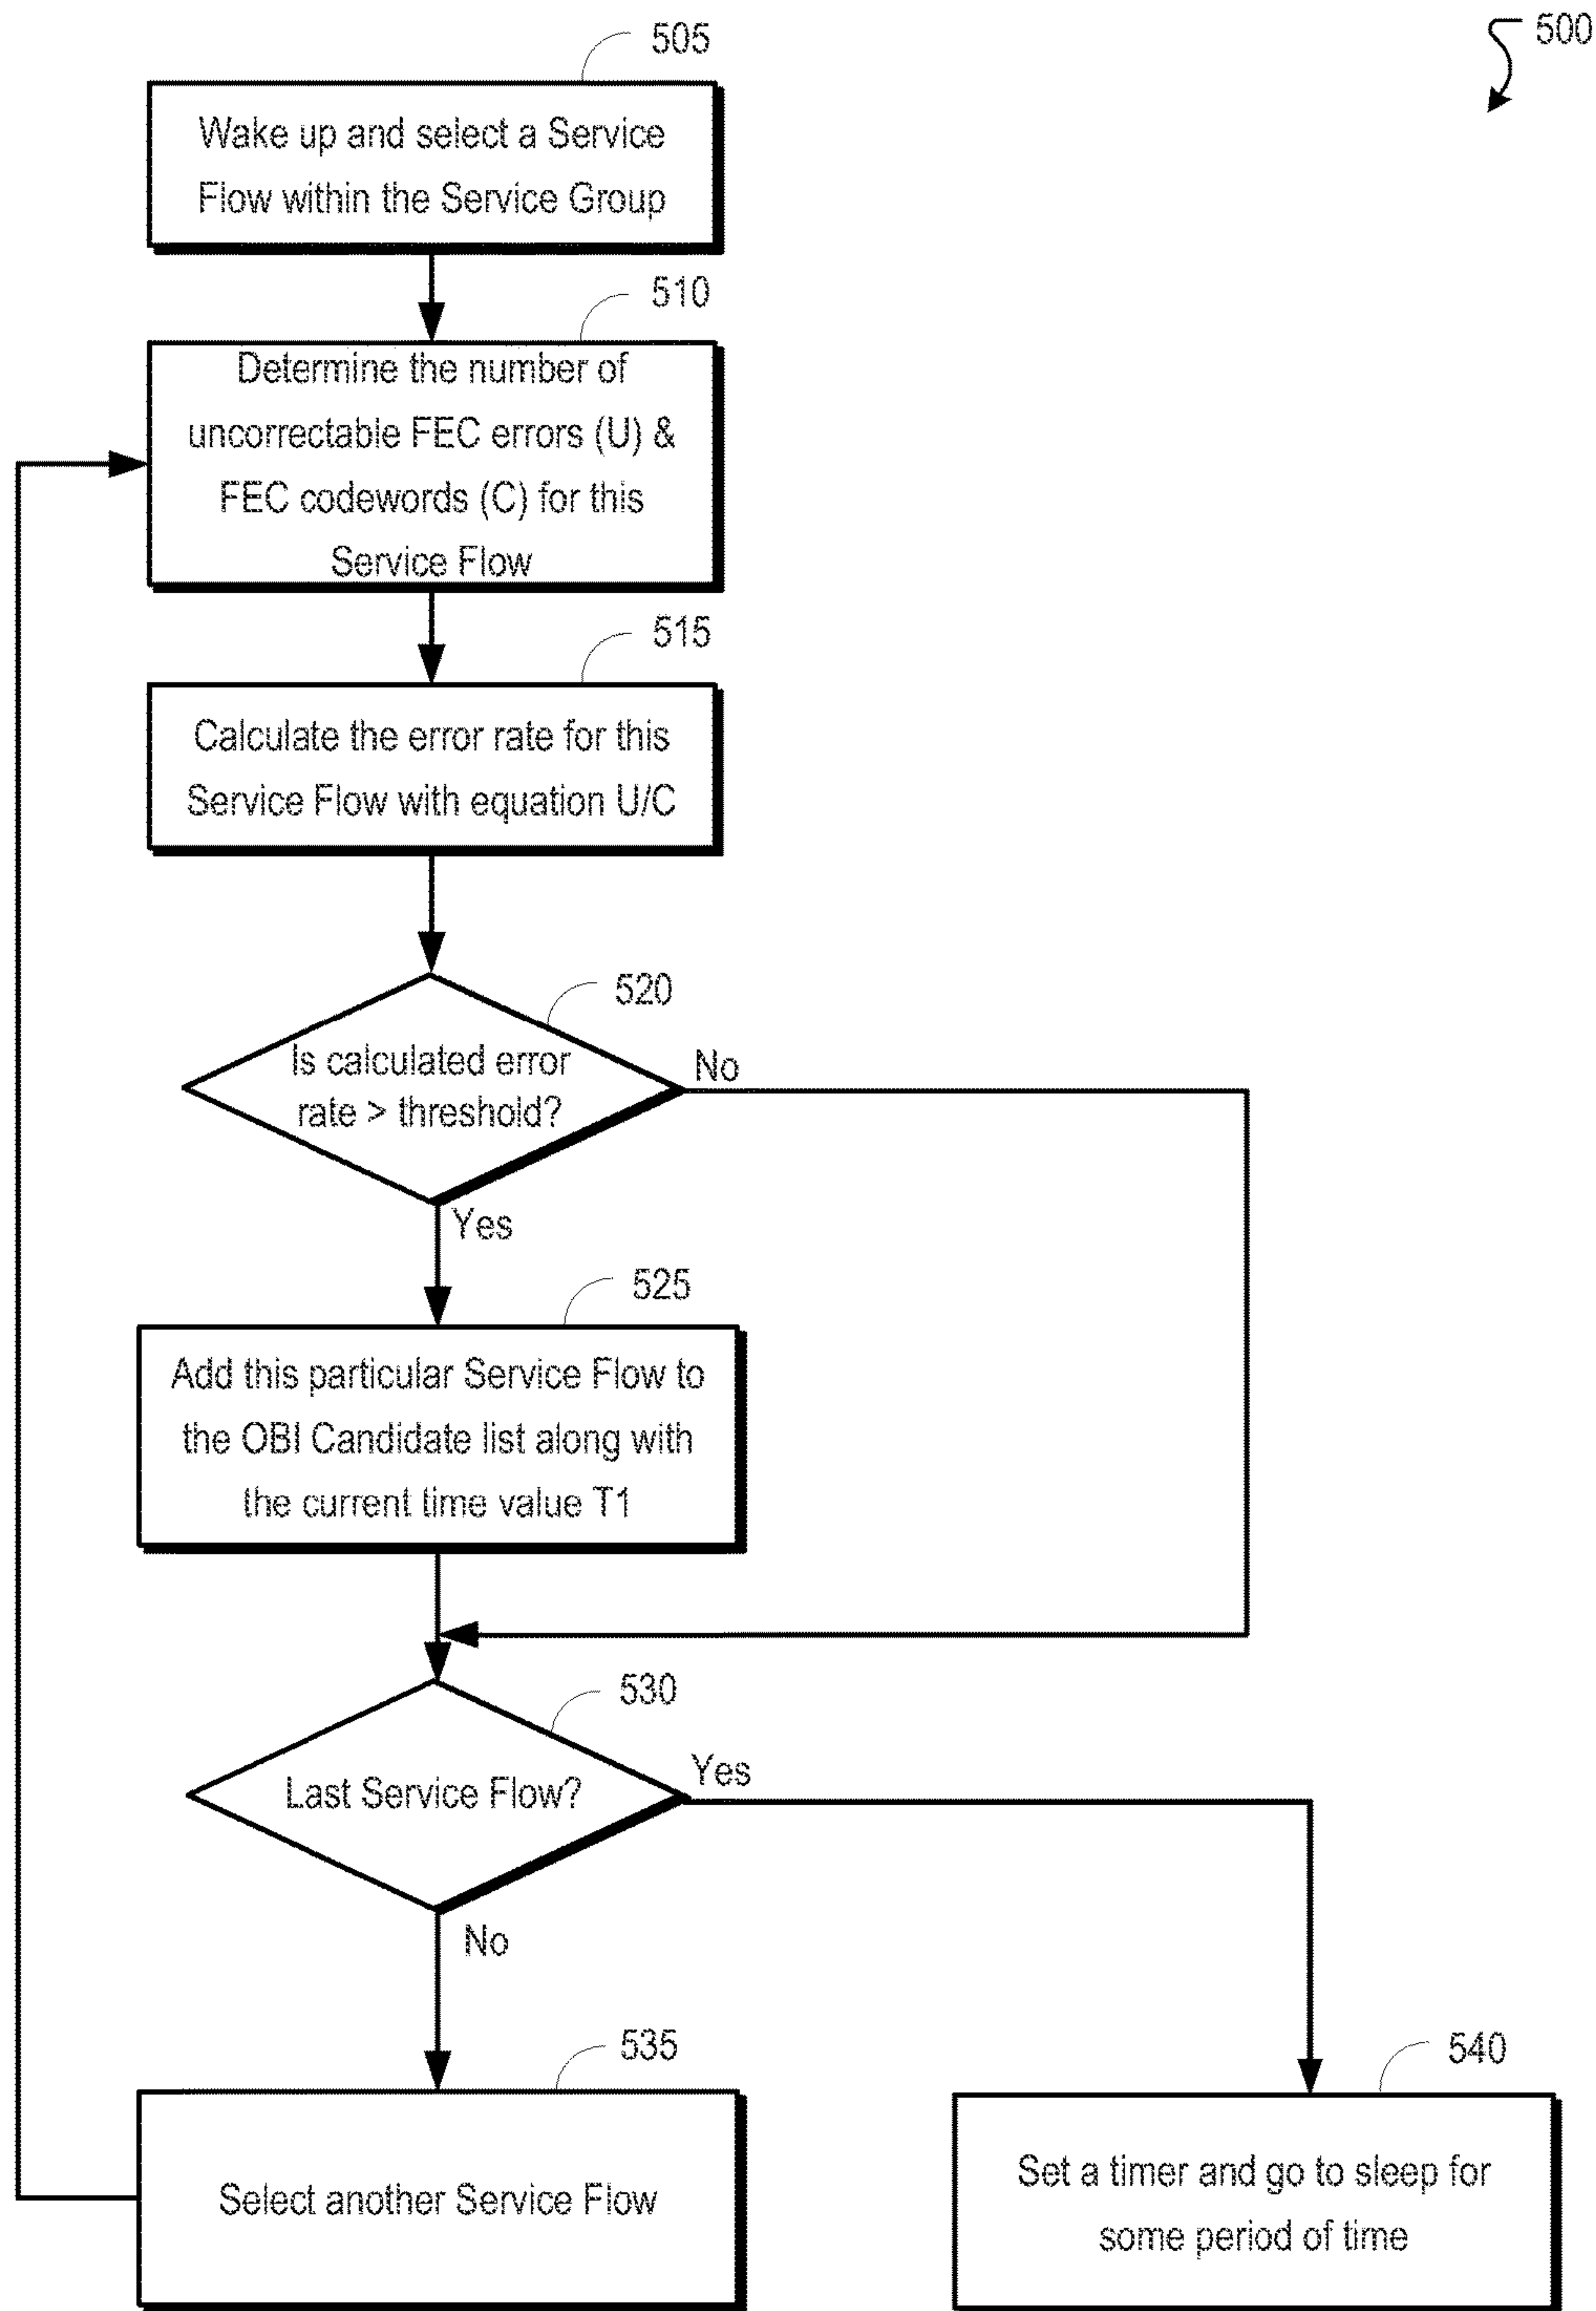 500
505
Wake up and select a Service
Flow within the Service Group
510
Determine the number of
uncorrectable FEC errors (U) &
FEC codewords (C) for this
Service Flow
515
Calculate the error rate for this
Service Flow with equation U/C
520
Is calculated error
rate > threshold?
No
Yes
525
Add this particular Service Flow to
the OBI Candidate list along with
the current time value T1
530
Last Service Flow?
Yes
No
535
Select another Service Flow
540
Set a timer and go to sleep for
some period of time